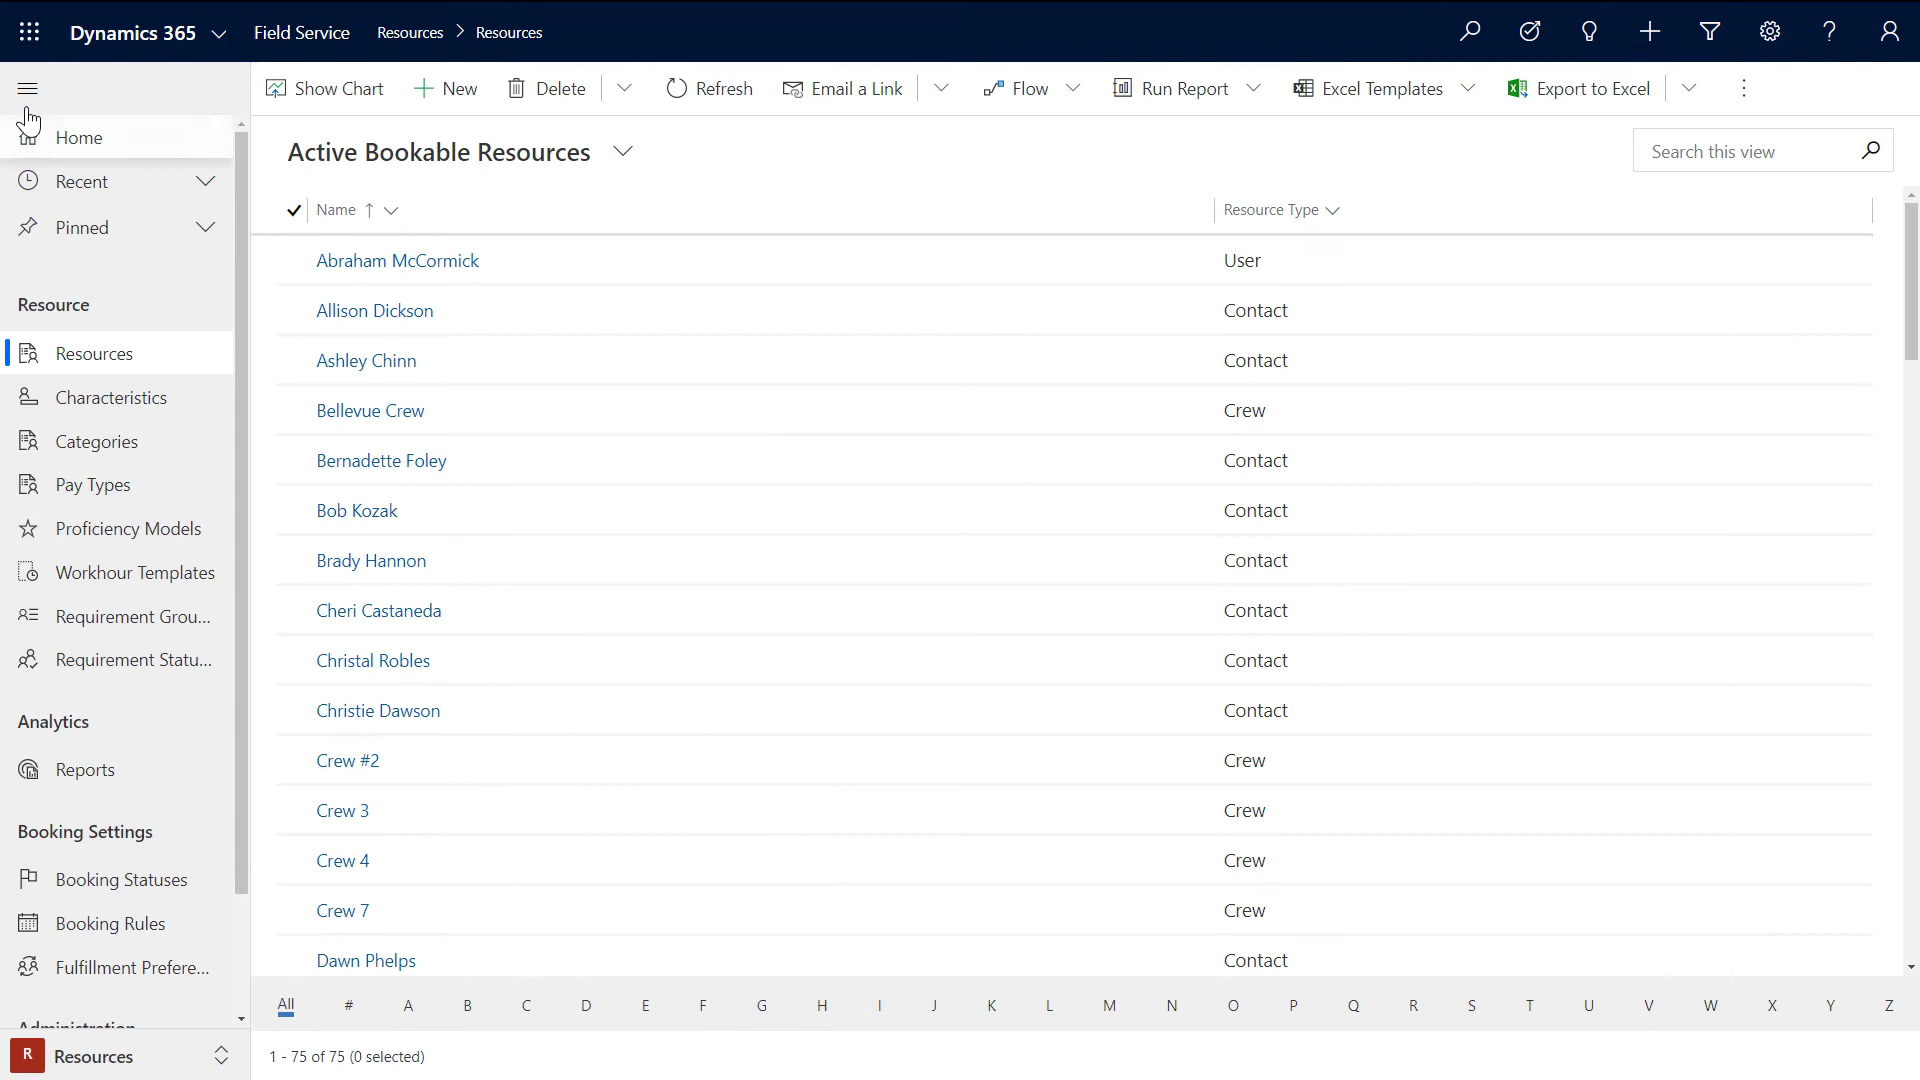 Dynamics 365 Field Service Resources > Resources
Show Chart New Delete Refresh Email a Link Flow Run Report Excel Templates Export to Excel
Home
Recent
Pinned
Resource
Resources
Characteristics
Categories
Pay Types
Proficiency Models
Workhour Templates
Requirement Grou...
Requirement Statu...
Analytics
Reports
Booking Settings
Booking Statuses
Booking Rules
Fulfillment Prefere...
Administration
R Resources
Active Bookable Resources
Search this view
Name Resource Type
Abraham McCormick User
Allison Dickson Contact
Ashley Chinn Contact
Bellevue Crew Crew
Bernadette Foley Contact
Bob Kozak Contact
Brady Hannon Contact
Cheri Castaneda Contact
Christal Robles Contact
Christie Dawson Contact
Crew #2 Crew
Crew 3 Crew
Crew 4 Crew
Crew 7 Crew
Dawn Phelps Contact
All # A B C D E F G H I J K L M N O P Q R S T U V W X Y Z
1 - 75 of 75 (0 selected)